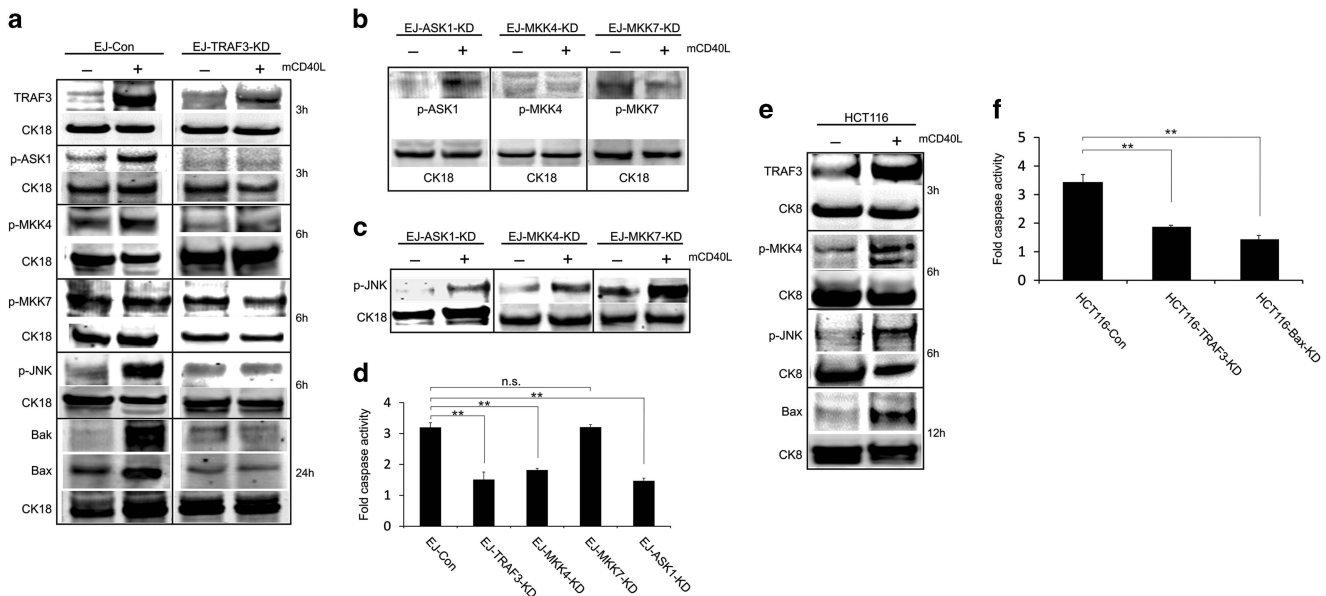 a
EJ-Con EJ-TRAF3-KD
– + – + mCD40L
TRAF3
3h
CK18
p-ASK1
3h
CK18
p-MKK4
6h
CK18
p-MKK7
6h
CK18
p-JNK
6h
CK18
Bak
Bax
24h
CK18
b
EJ-ASK1-KD EJ-MKK4-KD EJ-MKK7-KD
– + – + – + mCD40L
p-ASK1 p-MKK4 p-MKK7
CK18 CK18 CK18
c
EJ-ASK1-KD EJ-MKK4-KD EJ-MKK7-KD
– + – + – + mCD40L
p-JNK
CK18
d
n.s.
**
**
**
Fold caspase activity
4
3
2
1
0
EJ-Con
EJ-TRAF3-KD
EJ-MKK4-KD
EJ-MKK7-KD
EJ-ASK1-KD
e
HCT116
– + mCD40L
TRAF3
3h
CK8
p-MKK4
6h
CK8
p-JNK
6h
CK8
Bax
12h
CK8
f
**
**
Fold caspase activity
5
4
3
2
1
0
HCT116-Con
HCT116-TRAF3-KD
HCT116-Bax-KD